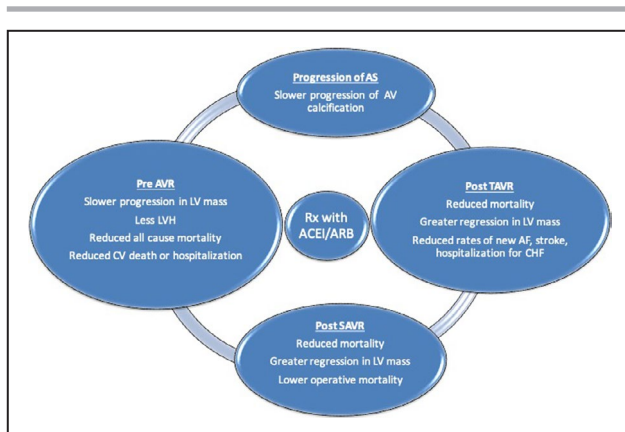 Progression of AS
Slower progression of AV
calcification
Pre AVR
Slower progression in LV mass
Less LVH
Reduced all cause mortality
Reduced CV death or hospitalization
Rx with
ACEI/ARB
Post TAVR
Reduced mortality
Greater regression in LV mass
Reduced rates of new AF, stroke,
hospitalization for CHF
Post SAVR
Reduced mortality
Greater regression in LV mass
Lower operative mortality